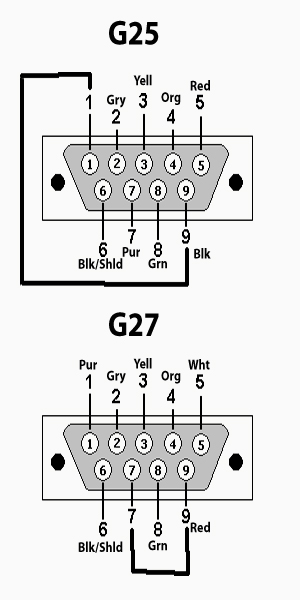 G25
1 Gry 2 Yell 3 Org 4 Red 5
1 2 3 4 5
6 7 8 9
6 7 8 9
Blk/Shld Pur Grn Blk
G27
Pur 1 Gry 2 Yell 3 Org 4 Wht 5
1 2 3 4 5
6 7 8 9
6 7 8 9
Blk/Shld Grn Red